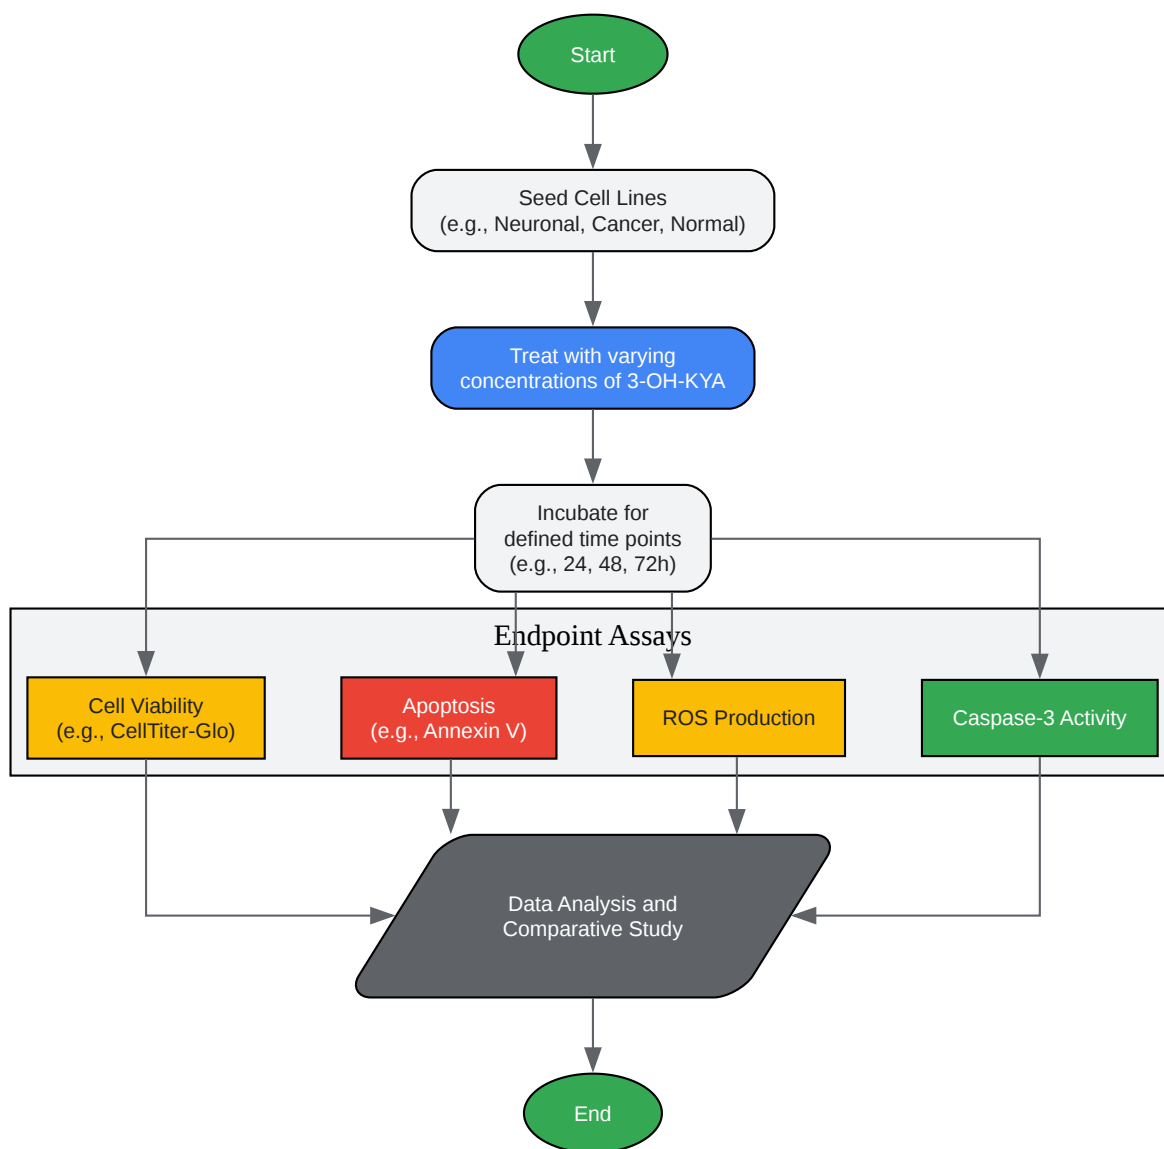 Start
Seed Cell Lines
(e.g., Neuronal, Cancer, Normal)
Treat with varying
concentrations of 3-OH-KYA
Incubate for
defined time points
(e.g., 24, 48, 72h)
Endpoint Assays
Cell Viability
(e.g., CellTiter-Glo)
Apoptosis
(e.g., Annexin V)
ROS Production
Caspase-3 Activity
Data Analysis and
Comparative Study
End